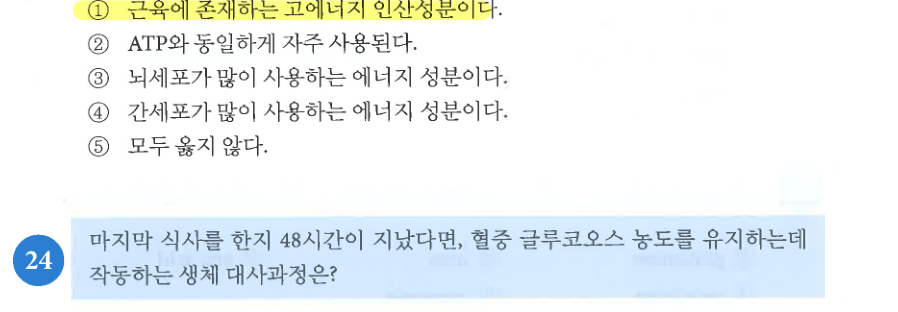 ① 근육에 존재하는 고에너지 인산성분이다.
② ATP와 동일하게 자주 사용된다.
③ 뇌세포가 많이 사용하는 에너지 성분이다.
④ 간세포가 많이 사용하는 에너지 성분이다.
⑤ 모두 옳지 않다.
24 마지막 식사를 한지 48시간이 지났다면, 혈중 글루코오스 농도를 유지하는데
작동하는 생체 대사과정은?